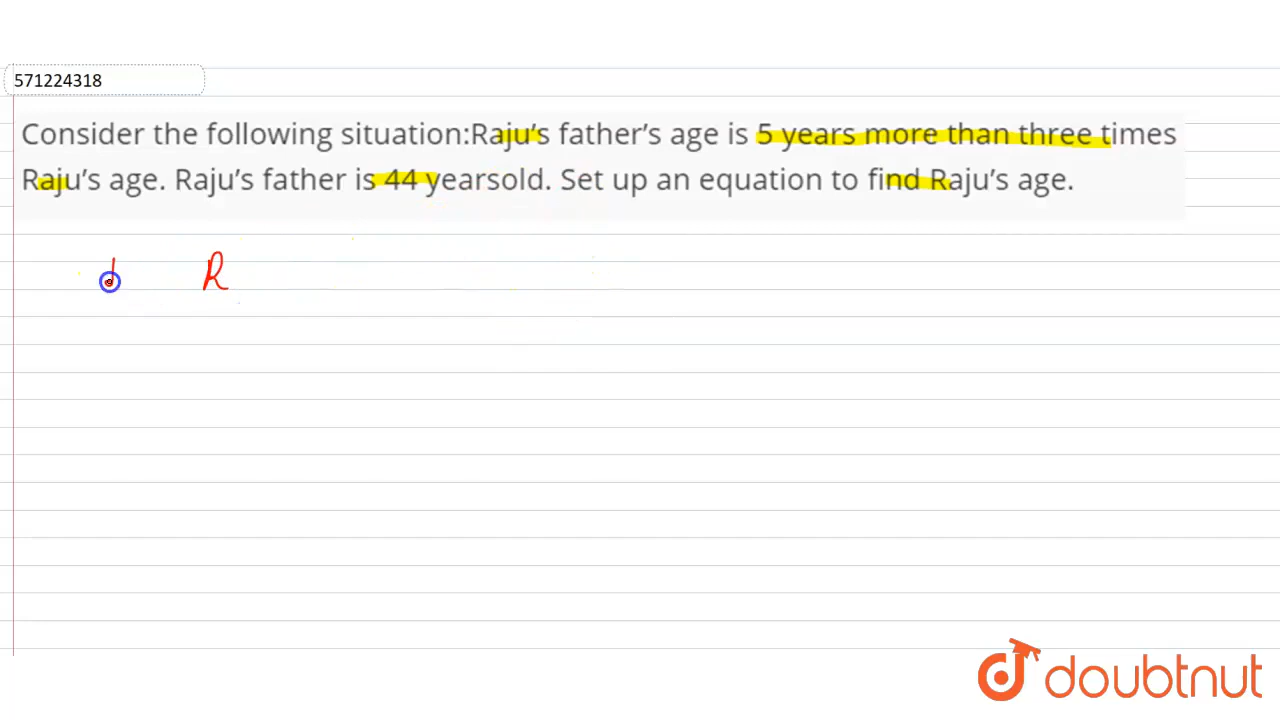 571224318
Consider the following situation:Raju’s father’s age is 5 years more than three times
Raju’s age. Raju’s father is 44 yearsold. Set up an equation to find Raju’s age.
R
doubtnut